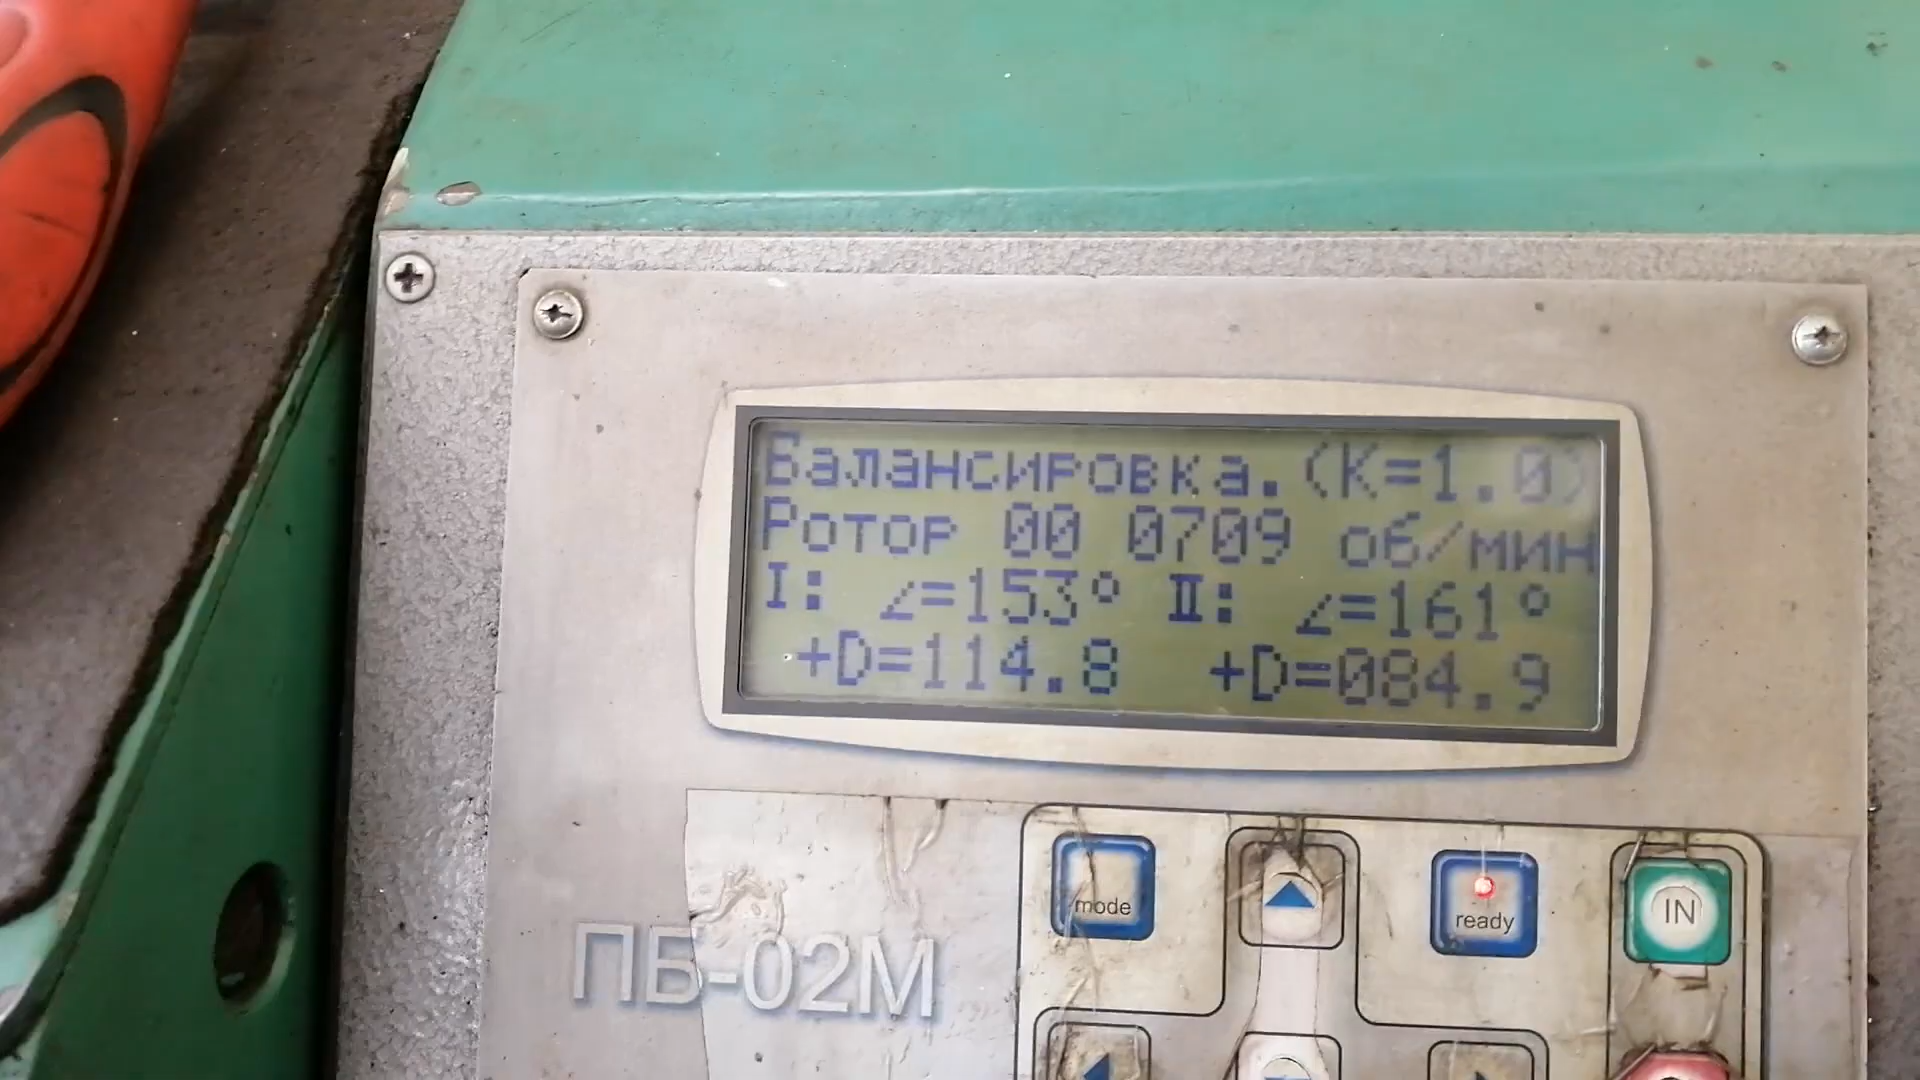 Балансировка.(К=1.0)
Ротор 00 0709 об/мин
I: ∠=153° II: ∠=161°
+D=114.8 +D=084.9
mode
ready
IN
ПБ-02М